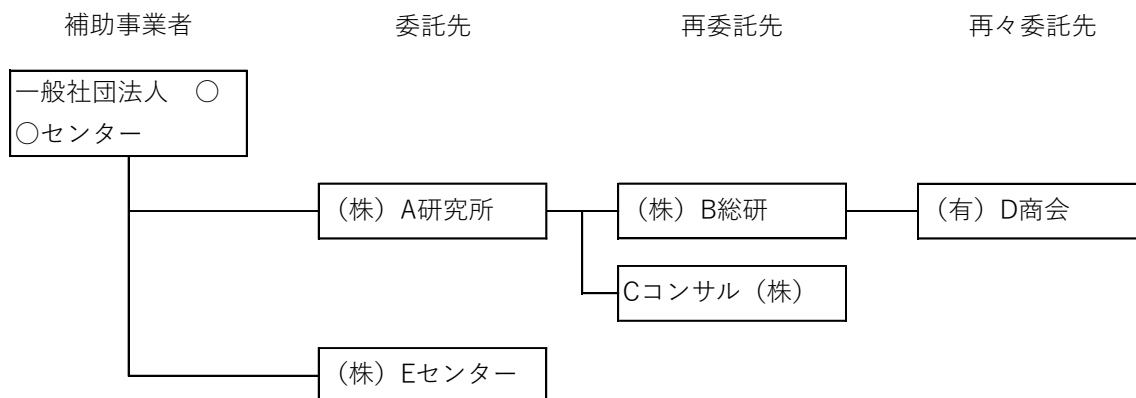 補助事業者 委託先 再委託先 再々委託先
一般社団法人　○
○センター
（株）A研究所 （株）B総研 （有）D商会
Cコンサル（株）
（株）Eセンター